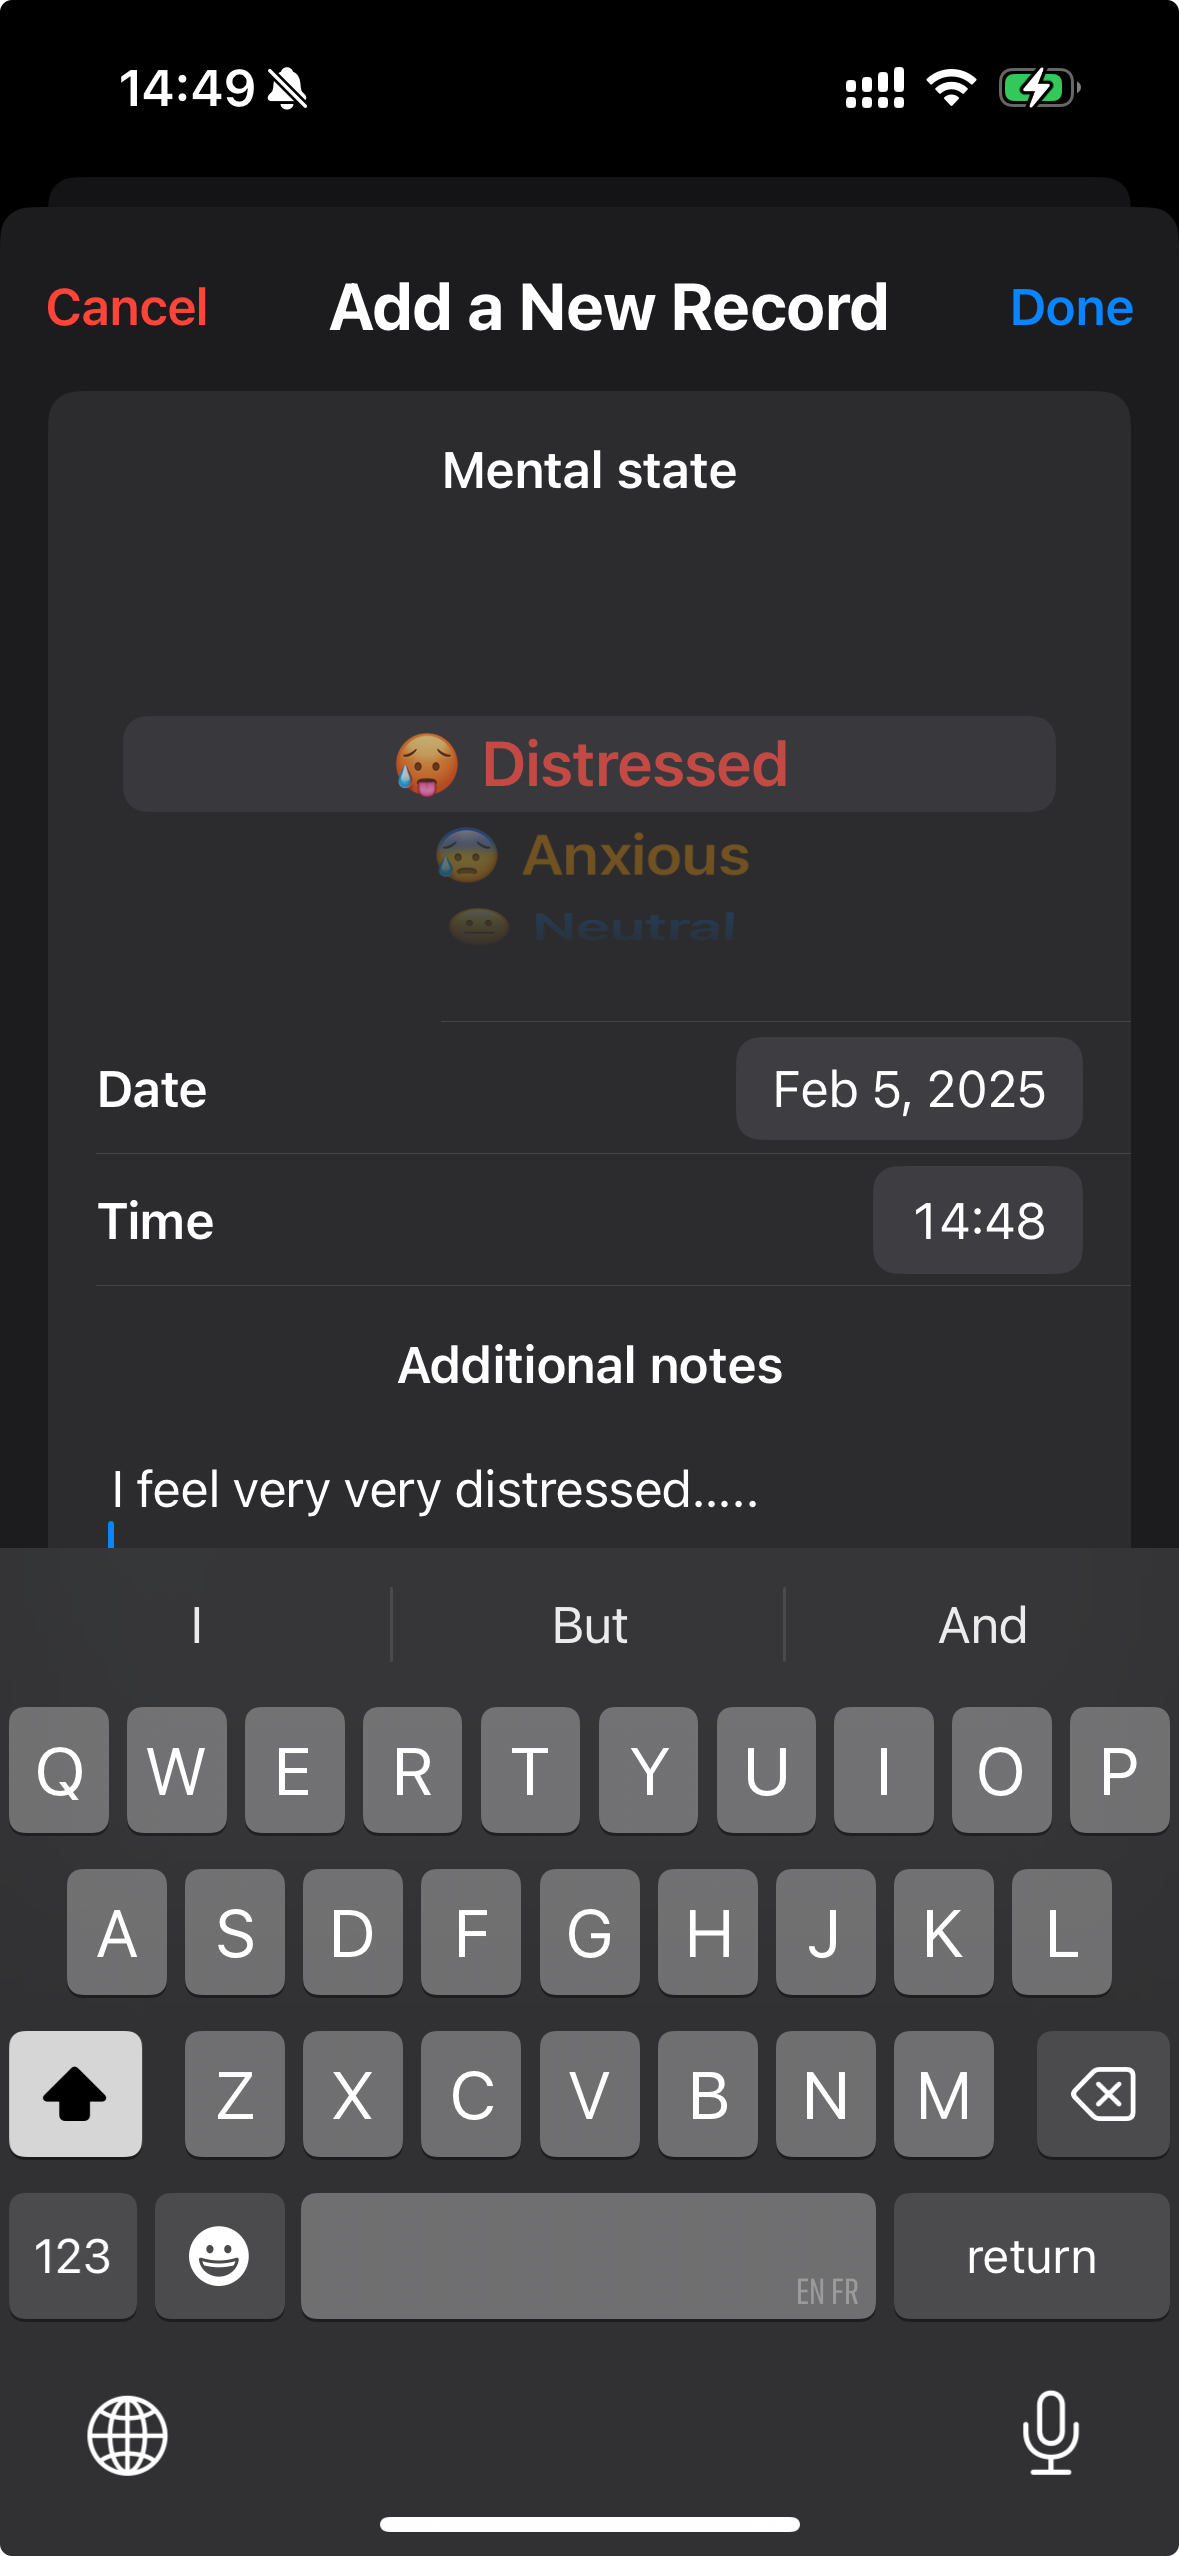 14:49
Cancel Add a New Record Done
Mental state
🥵 Distressed
😰 Anxious
😐 Neutral
Date Feb 5, 2025
Time 14:48
Additional notes
I feel very very distressed.....
I But And
Q W E R T Y U I O P
A S D F G H J K L
Z X C V B N M
123 EN FR return